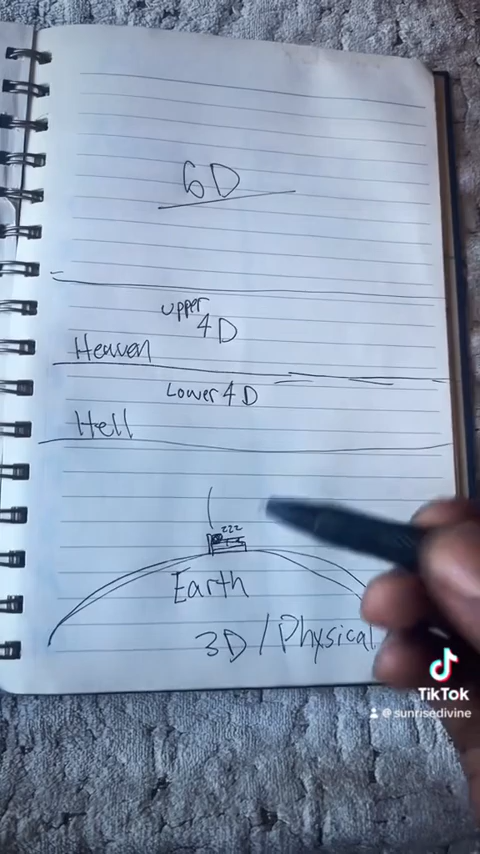 6D
upper
4D
Heaven
Lower 4D
Hell
zzz
Earth
3D / Physical
TikTok
@sunrisedivine